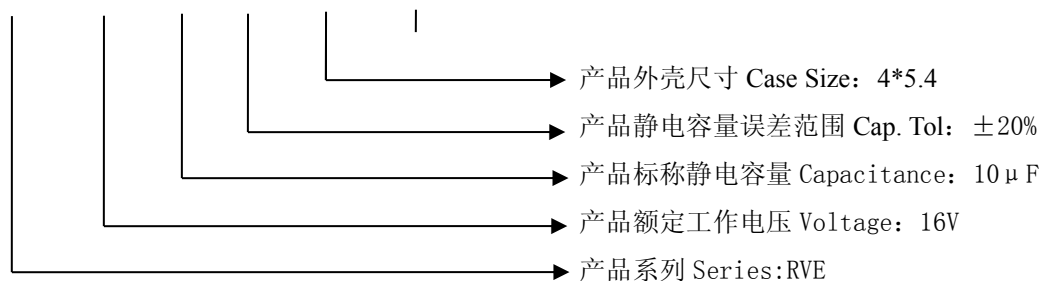 产品外壳尺寸 Case Size：4*5.4
产品静电容量误差范围 Cap. Tol：±20%
产品标称静电容量 Capacitance：10μF
产品额定工作电压 Voltage：16V
产品系列 Series:RVE